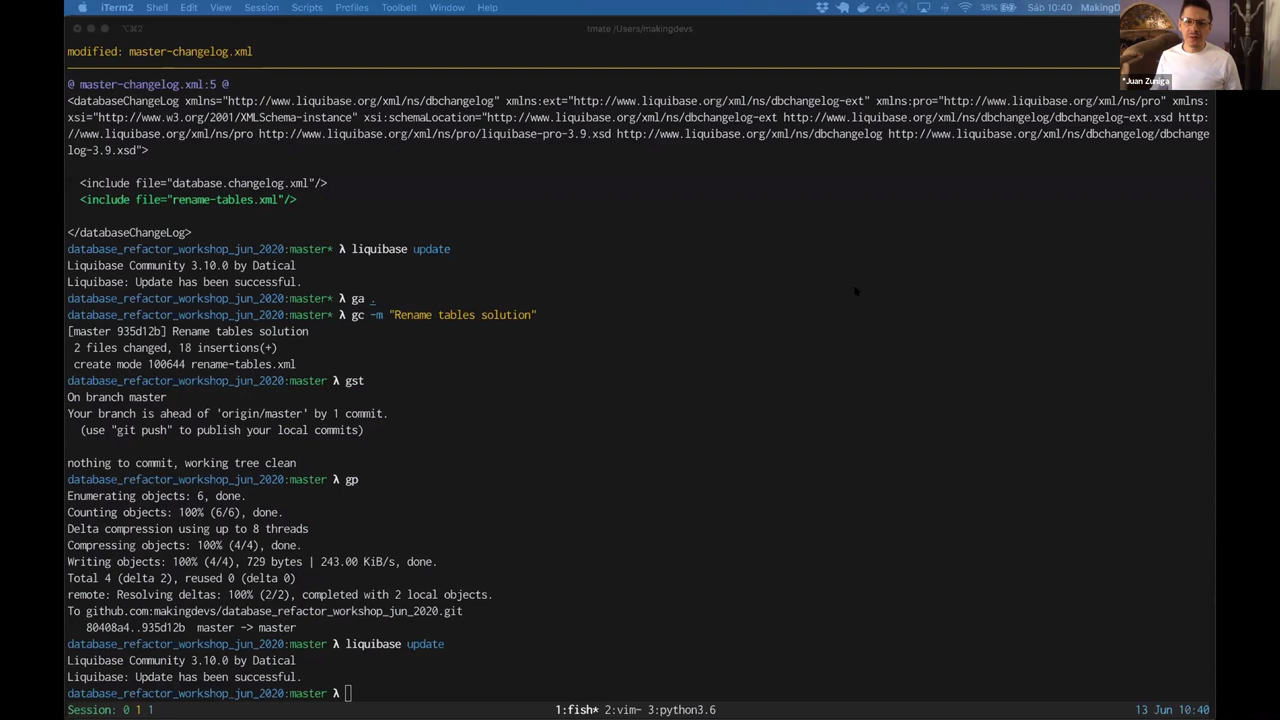 iTerm2 Shell Edit View Session Scripts Profiles Toolbelt Window Help 38% Sáb 10:40 MakingD
⌥⌘2 tmate /Users/makingdevs
*Juan Zuniga
modified: master-changelog.xml
@ master-changelog.xml:5 @
<databaseChangeLog xmlns="http://www.liquibase.org/xml/ns/dbchangelog" xmlns:ext="http://www.liquibase.org/xml/ns/dbchangelog-ext" xmlns:pro="http://www.liquibase.org/xml/ns/pro" xmlns:
xsi="http://www.w3.org/2001/XMLSchema-instance" xsi:schemaLocation="http://www.liquibase.org/xml/ns/dbchangelog-ext http://www.liquibase.org/xml/ns/dbchangelog/dbchangelog-ext.xsd http:
//www.liquibase.org/xml/ns/pro http://www.liquibase.org/xml/ns/pro/liquibase-pro-3.9.xsd http://www.liquibase.org/xml/ns/dbchangelog http://www.liquibase.org/xml/ns/dbchangelog/dbchange
log-3.9.xsd">
<include file="database.changelog.xml"/>
<include file="rename-tables.xml"/>
</databaseChangeLog>
database_refactor_workshop_jun_2020:master* λ liquibase update
Liquibase Community 3.10.0 by Datical
Liquibase: Update has been successful.
database_refactor_workshop_jun_2020:master* λ ga .
database_refactor_workshop_jun_2020:master* λ gc -m "Rename tables solution"
[master 935d12b] Rename tables solution
2 files changed, 18 insertions(+)
create mode 100644 rename-tables.xml
database_refactor_workshop_jun_2020:master λ gst
On branch master
Your branch is ahead of 'origin/master' by 1 commit.
(use "git push" to publish your local commits)
nothing to commit, working tree clean
database_refactor_workshop_jun_2020:master λ gp
Enumerating objects: 6, done.
Counting objects: 100% (6/6), done.
Delta compression using up to 8 threads
Compressing objects: 100% (4/4), done.
Writing objects: 100% (4/4), 729 bytes | 243.00 KiB/s, done.
Total 4 (delta 2), reused 0 (delta 0)
remote: Resolving deltas: 100% (2/2), completed with 2 local objects.
To github.com:makingdevs/database_refactor_workshop_jun_2020.git
80408a4..935d12b master -> master
database_refactor_workshop_jun_2020:master λ liquibase update
Liquibase Community 3.10.0 by Datical
Liquibase: Update has been successful.
database_refactor_workshop_jun_2020:master λ
Session: 0 1 1 1:fish* 2:vim- 3:python3.6 13 Jun 10:40